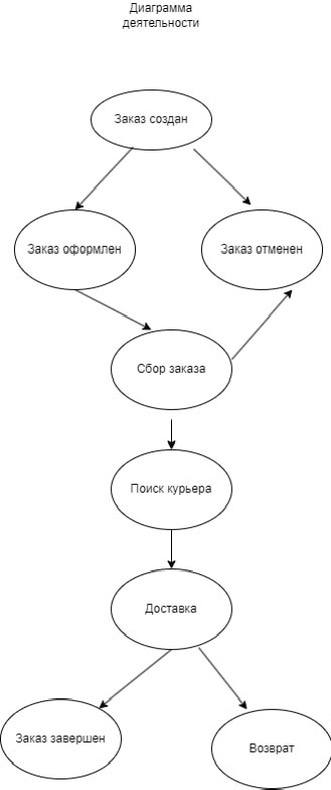 Диаграмма
деятельности
Заказ создан
Заказ оформлен
Заказ отменен
Сбор заказа
Поиск курьера
Доставка
Заказ завершен
Возврат